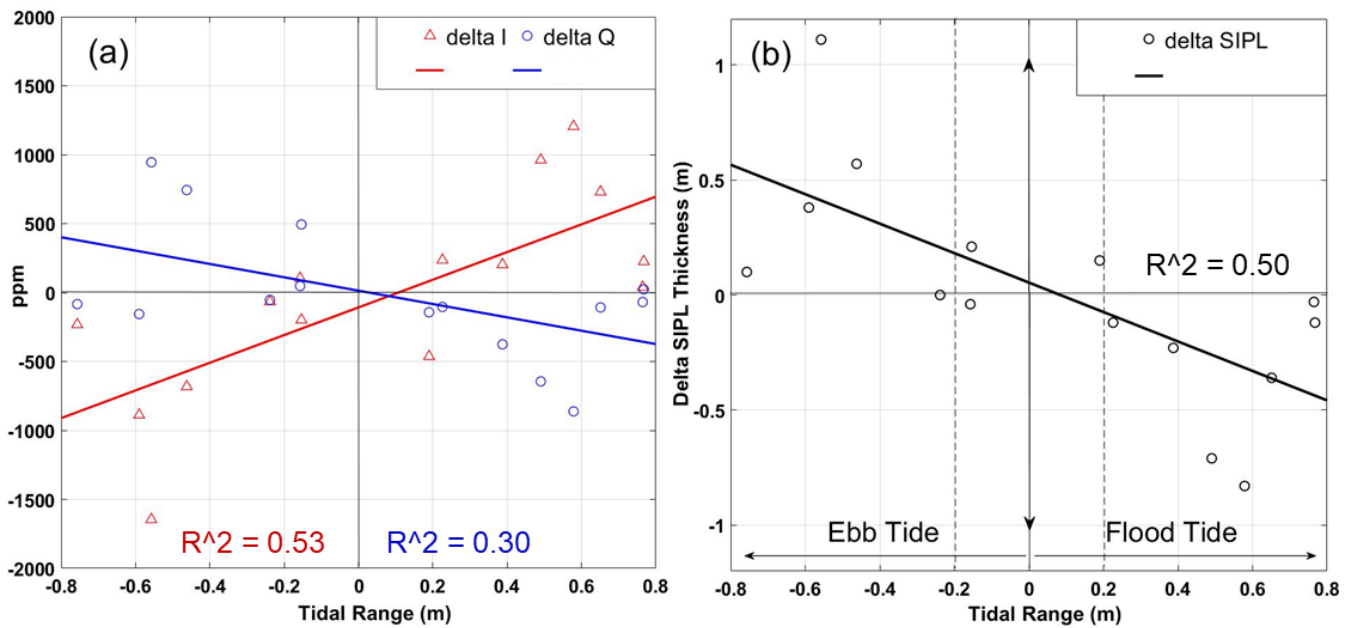 (a)
delta I
delta Q
2000
1500
1000
500
0
-500
-1000
-1500
-2000
ppm
R^2 = 0.53
R^2 = 0.30
-0.8
-0.6
-0.4
-0.2
0
0.2
0.4
0.6
0.8
Tidal Range (m)
(b)
delta SIPL
1
0.5
0
-0.5
-1
Delta SIPL Thickness (m)
R^2 = 0.50
Ebb Tide
Flood Tide
-0.8
-0.6
-0.4
-0.2
0
0.2
0.4
0.6
0.8
Tidal Range (m)